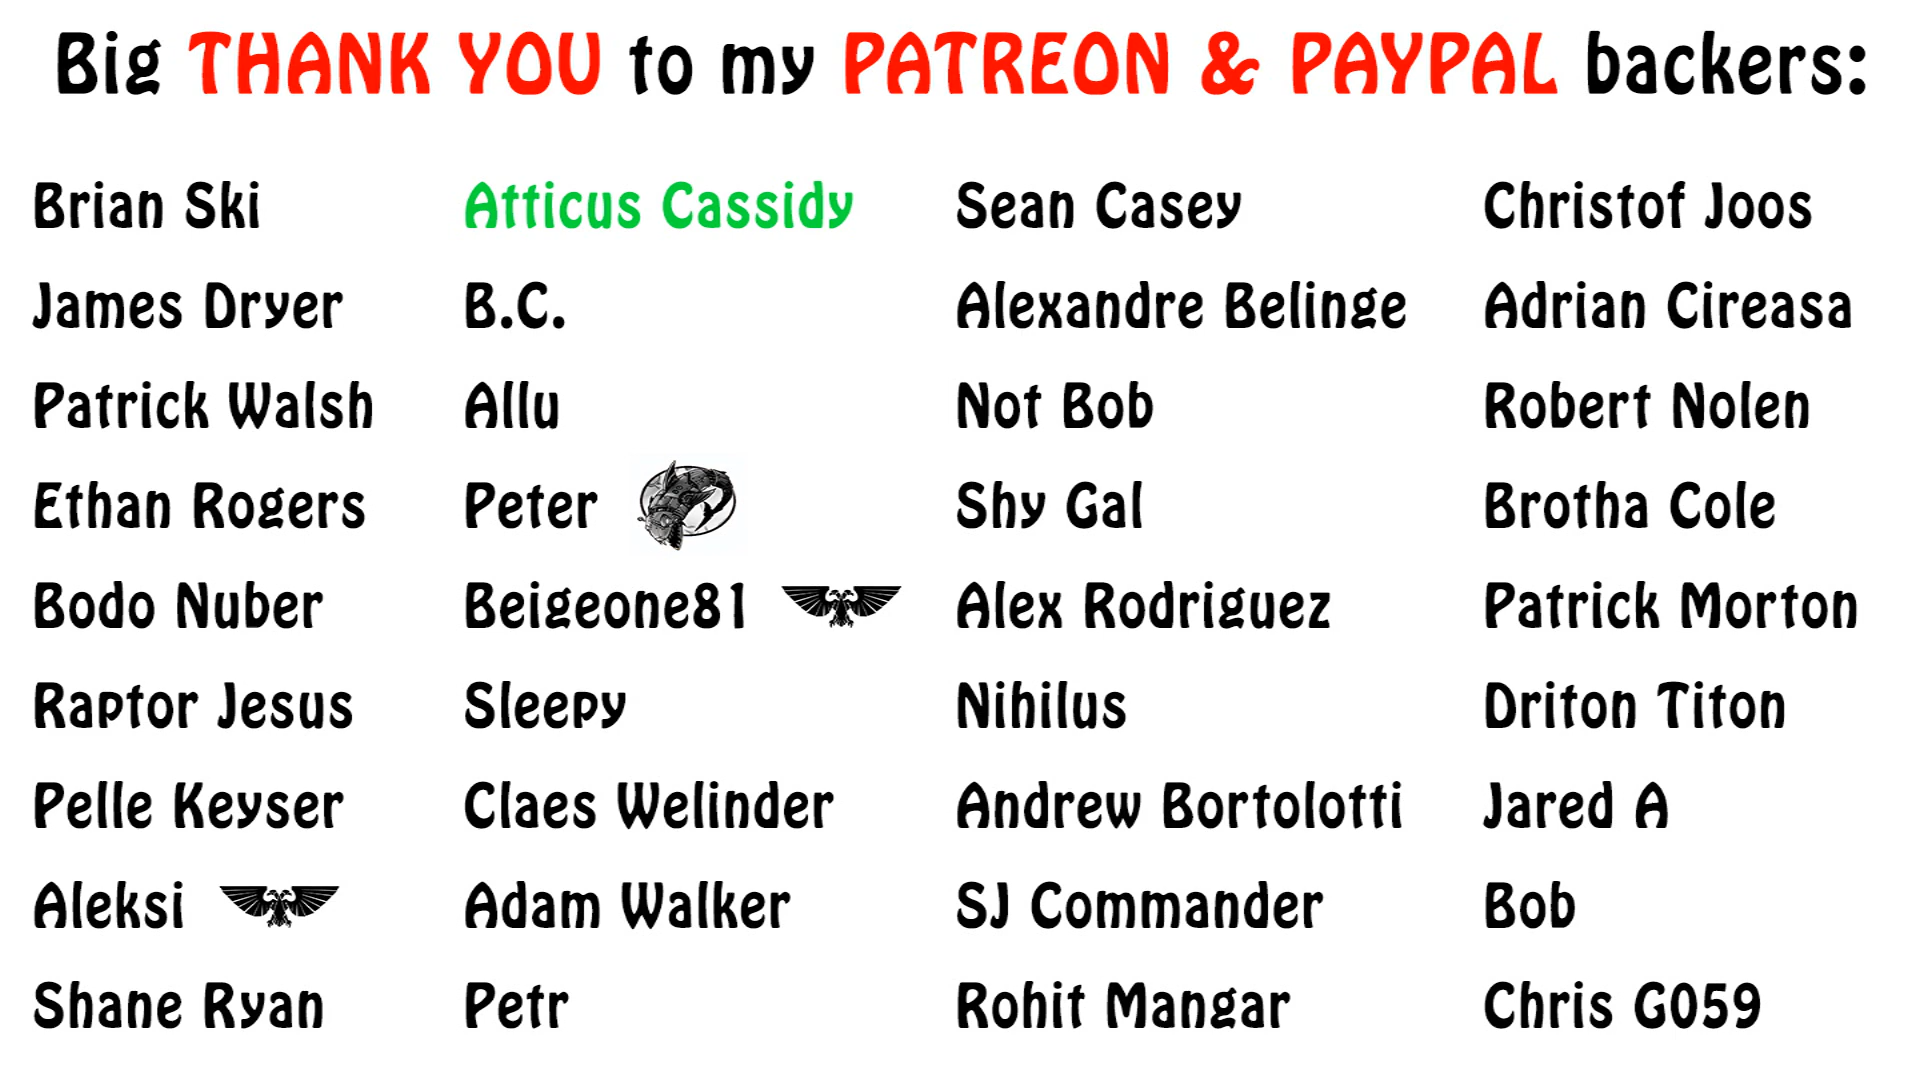 Big THANK YOU to my PATREON & PAYPAL backers:
Brian Ski
James Dryer
Patrick Walsh
Ethan Rogers
Bodo Nuber
Raptor Jesus
Pelle Keyser
Aleksi
Shane Ryan
Atticus Cassidy
B.C.
Allu
Peter
Beigeone81
Sleepy
Claes Welinder
Adam Walker
Petr
Sean Casey
Alexandre Belinge
Not Bob
Shy Gal
Alex Rodriguez
Nihilus
Andrew Bortolotti
SJ Commander
Rohit Mangar
Christof Joos
Adrian Cireasa
Robert Nolen
Brotha Cole
Patrick Morton
Driton Titon
Jared A
Bob
Chris G059